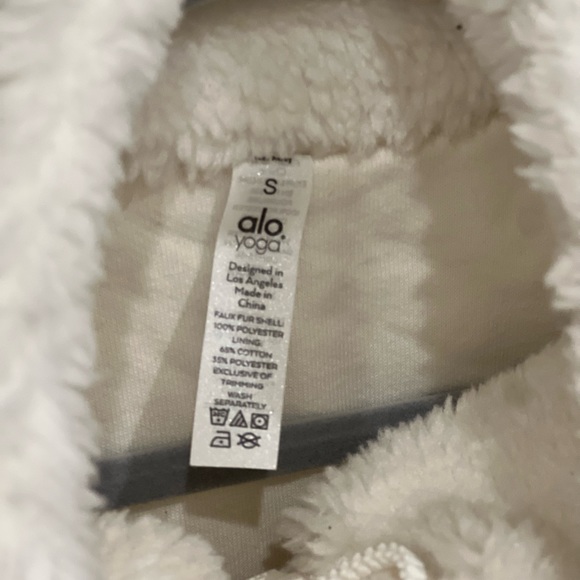 S
alo
yoga
Designed in
Los Angeles
Made in
China
FAUX FUR SHELL:
100% POLYESTER
LINING:
65% COTTON
35% POLYESTER
EXCLUSIVE OF
TRIMMING
WASH
SEPARATELY